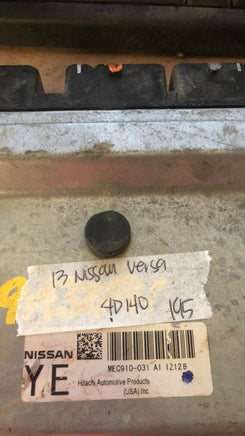 13 Nissan Versa
4D140 195
NISSAN
YE
MEC910-031 A1 1Z12B
Hitachi Automotive Products
(USA) Inc.